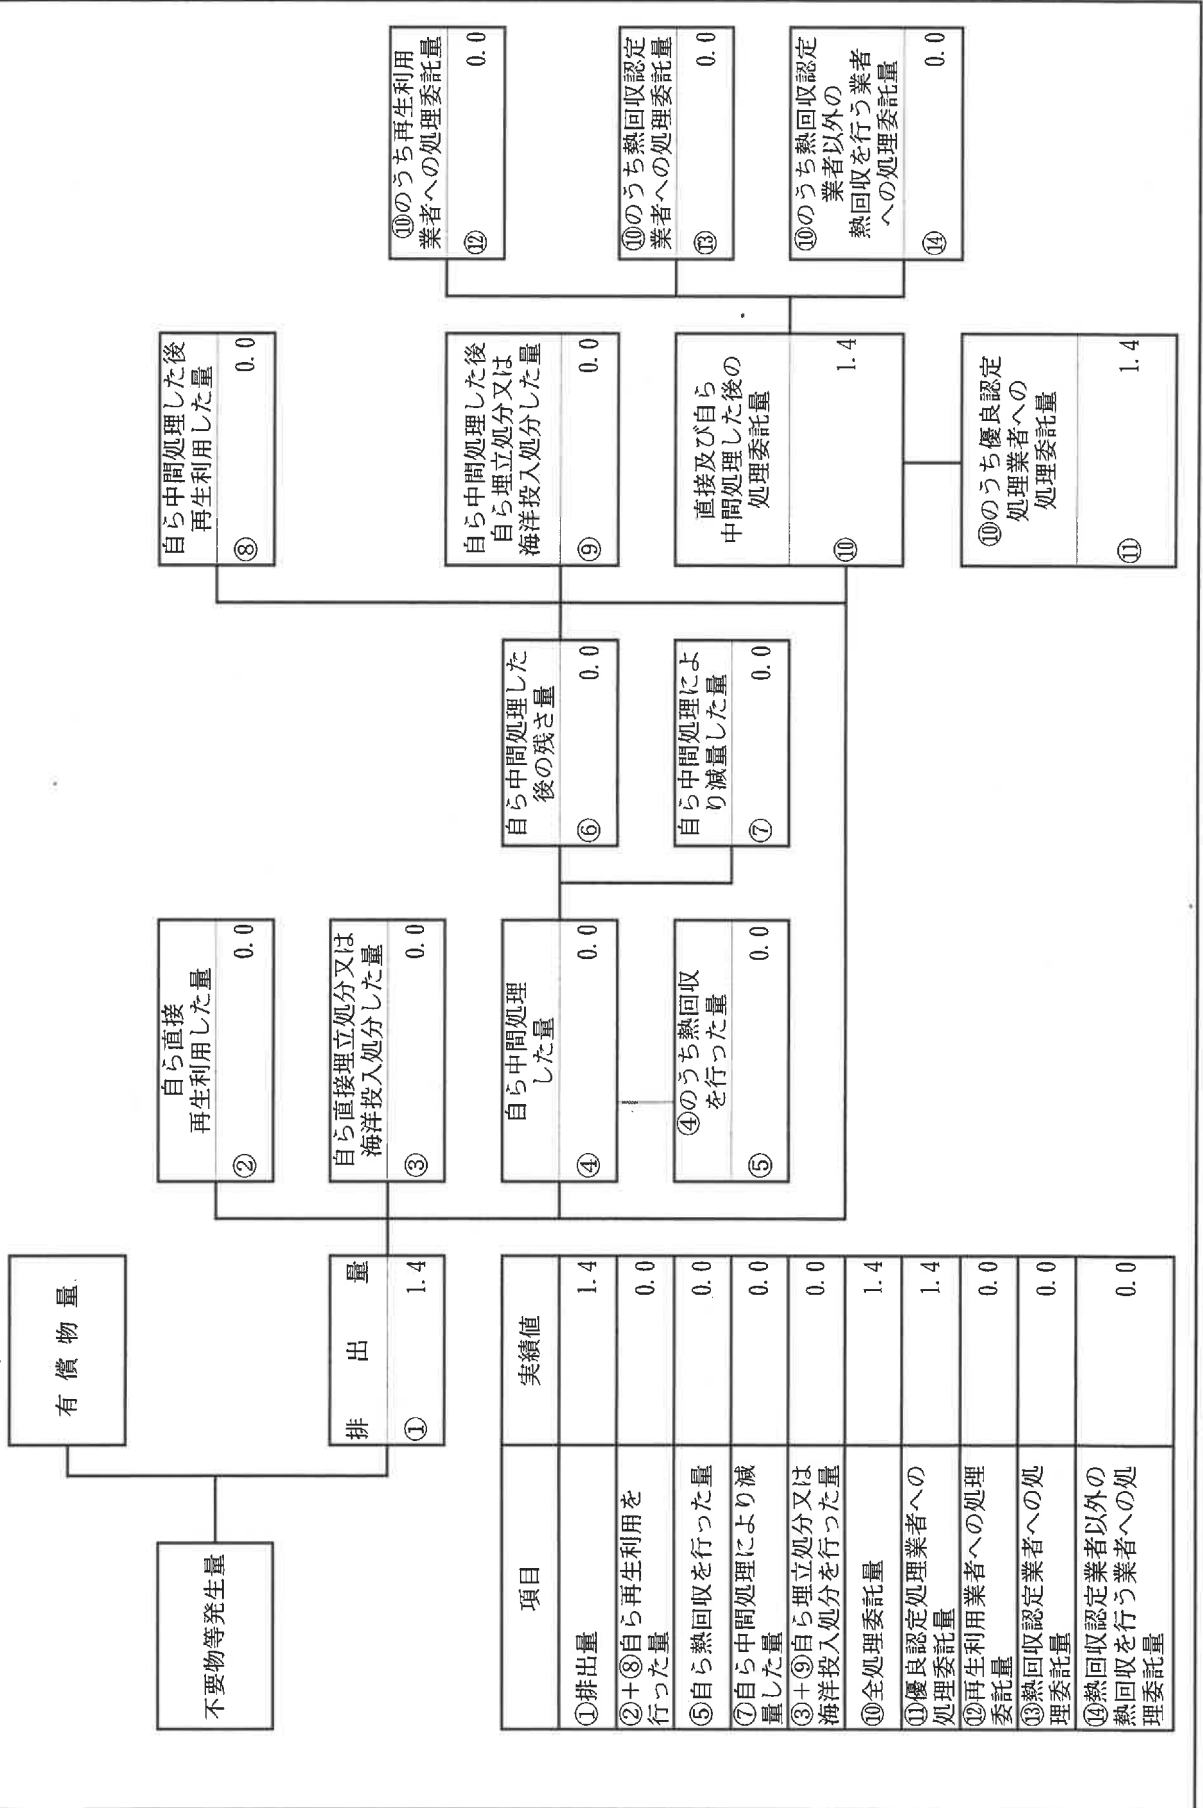 有償物量
不要物等発生量
排出量
① 1.4
自ら直接
再生利用した量
② 0.0
自ら直接埋立処分又は
海洋投入処分した量
③ 0.0
自ら中間処理
した量
④ 0.0
④のうち熱回収
を行った量
⑤ 0.0
自ら中間処理した
後の残さ量
⑥ 0.0
自ら中間処理によ
り減量した量
⑦ 0.0
自ら中間処理した後
再生利用した量
⑧ 0.0
自ら中間処理した後
自ら埋立処分又は
海洋投入処分した量
⑨ 0.0
直接及び自ら
中間処理した後の
処理委託量
⑩ 1.4
⑩のうち優良認定
処理業者への
処理委託量
⑪ 1.4
⑩のうち再生利用
業者への処理委託量
⑫ 0.0
⑩のうち熱回収認定
業者への処理委託量
⑬ 0.0
⑩のうち熱回収認定
業者以外の
熱回収を行う業者
への処理委託量
⑭ 0.0
項目 実績値
①排出量 1.4
②+⑧自ら再生利用を
行った量 0.0
⑤自ら熱回収を行った量 0.0
⑦自ら中間処理により減
量した量 0.0
③+⑨自ら埋立処分又は
海洋投入処分を行った量 0.0
⑩全処理委託量 1.4
⑪優良認定処理業者への
処理委託量 1.4
⑫再生利用業者への処理
委託量 0.0
⑬熱回収認定業者への処
理委託量 0.0
⑭熱回収認定業者以外の
熱回収を行う業者への処
理委託量 0.0